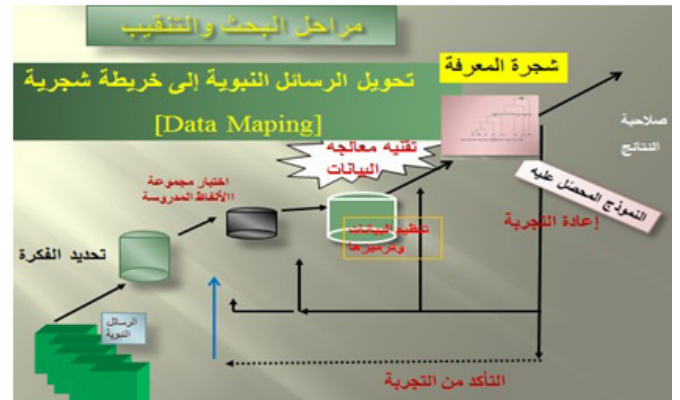 مراحل البحث والتنقيب
تحويل الرسائل النبوية إلى خريطة شجرية
[Data Maping]
شجرة المعرفة
صلاحية
النتائج
تقنيه معالجه
البيانات
النموذج المحصل عليه
إعادة التجربة
اختيار مجموعة
الألفاظ المدروسة
تنظيم البيانات
وترميزها
تحديد الفكرة
الرسائل
النبوية
التأكد من التجربة